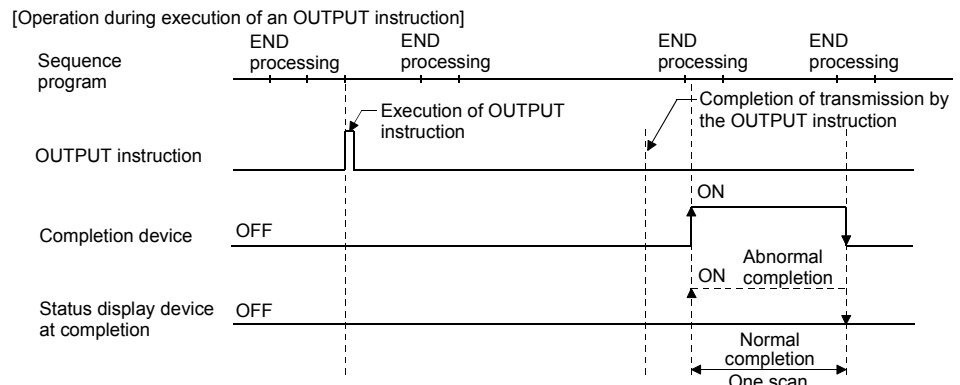 [Operation during execution of an OUTPUT instruction]
END processing
END processing
END processing
END processing
Sequence program
Execution of OUTPUT instruction
Completion of transmission by the OUTPUT instruction
OUTPUT instruction
ON
Completion device
OFF
Abnormal completion
ON
Status display device at completion
OFF
Normal completion
One scan